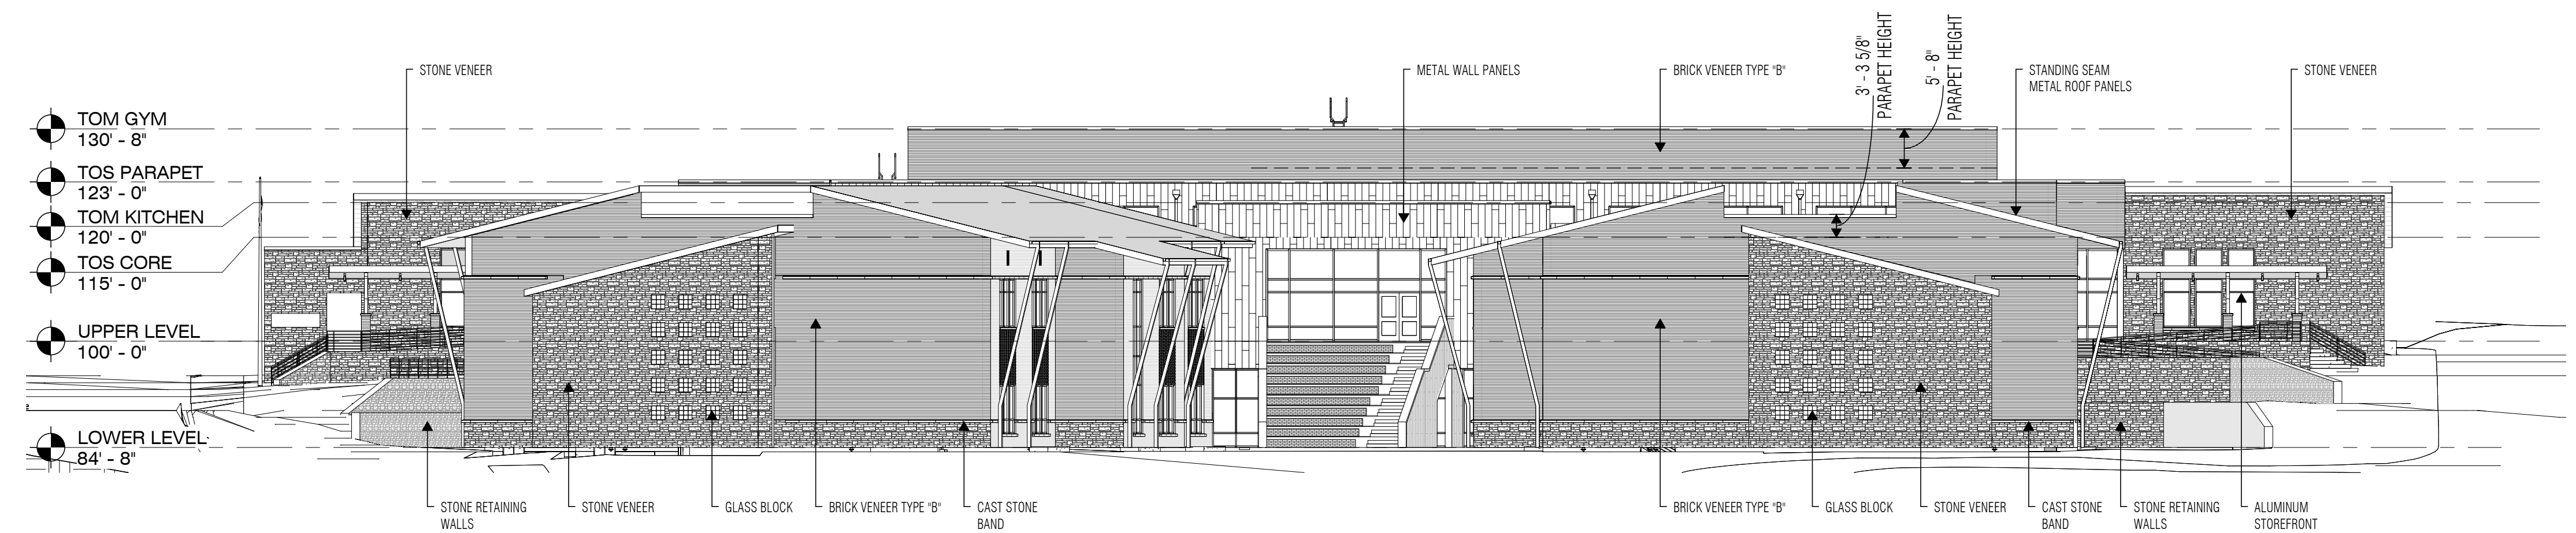 3' - 3 5/8"
PARAPET HEIGHT
5' - 8"
PARAPET HEIGHT
STONE VENEER
METAL WALL PANELS
BRICK VENEER TYPE "B"
STANDING SEAM
METAL ROOF PANELS
STONE VENEER
TOM GYM
130' - 8"
TOS PARAPET
123' - 0"
TOM KITCHEN
120' - 0"
TOS CORE
115' - 0"
UPPER LEVEL
100' - 0"
LOWER LEVEL
84' - 8"
STONE RETAINING
WALLS
STONE VENEER
GLASS BLOCK
BRICK VENEER TYPE "B"
CAST STONE
BAND
BRICK VENEER TYPE "B"
GLASS BLOCK
STONE VENEER
CAST STONE
BAND
STONE RETAINING
WALLS
ALUMINUM
STOREFRONT